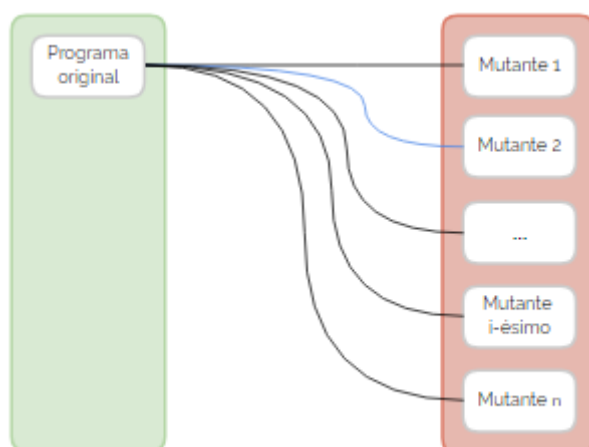 Programa
original
Mutante 1
Mutante 2
...
Mutante
i-ésimo
Mutante n